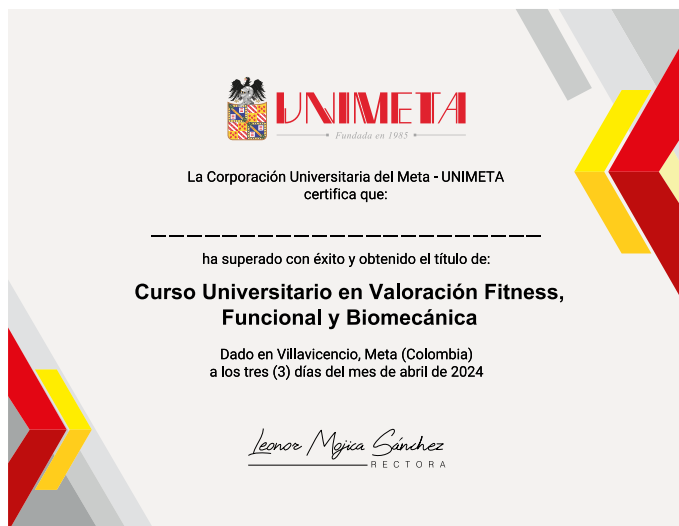 UNIMETA
Fundada en 1985
La Corporación Universitaria del Meta - UNIMETA
certifica que:
ha superado con éxito y obtenido el título de:
Curso Universitario en Valoración Fitness,
Funcional y Biomecánica
Dado en Villavicencio, Meta (Colombia)
a los tres (3) días del mes de abril de 2024
Leonor Mojica Sánchez
RECTORA